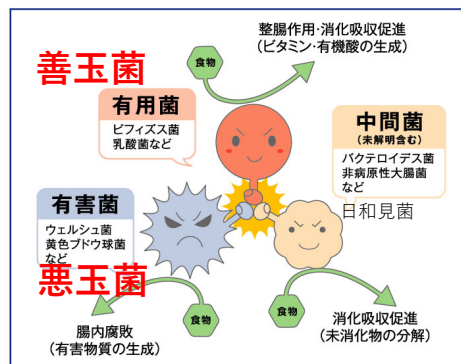 整腸作用・消化吸収促進
(ビタミン・有機酸の生成)
善玉菌
食物
有用菌
ビフィズス菌
乳酸菌など
中間菌
(未解明含む)
バクテロイデス菌
非病原性大腸菌
など
日和見菌
有害菌
ウェルシュ菌
黄色ブドウ球菌
など
悪玉菌
食物
食物
腸内腐敗
(有害物質の生成)
消化吸収促進
(未消化物の分解)